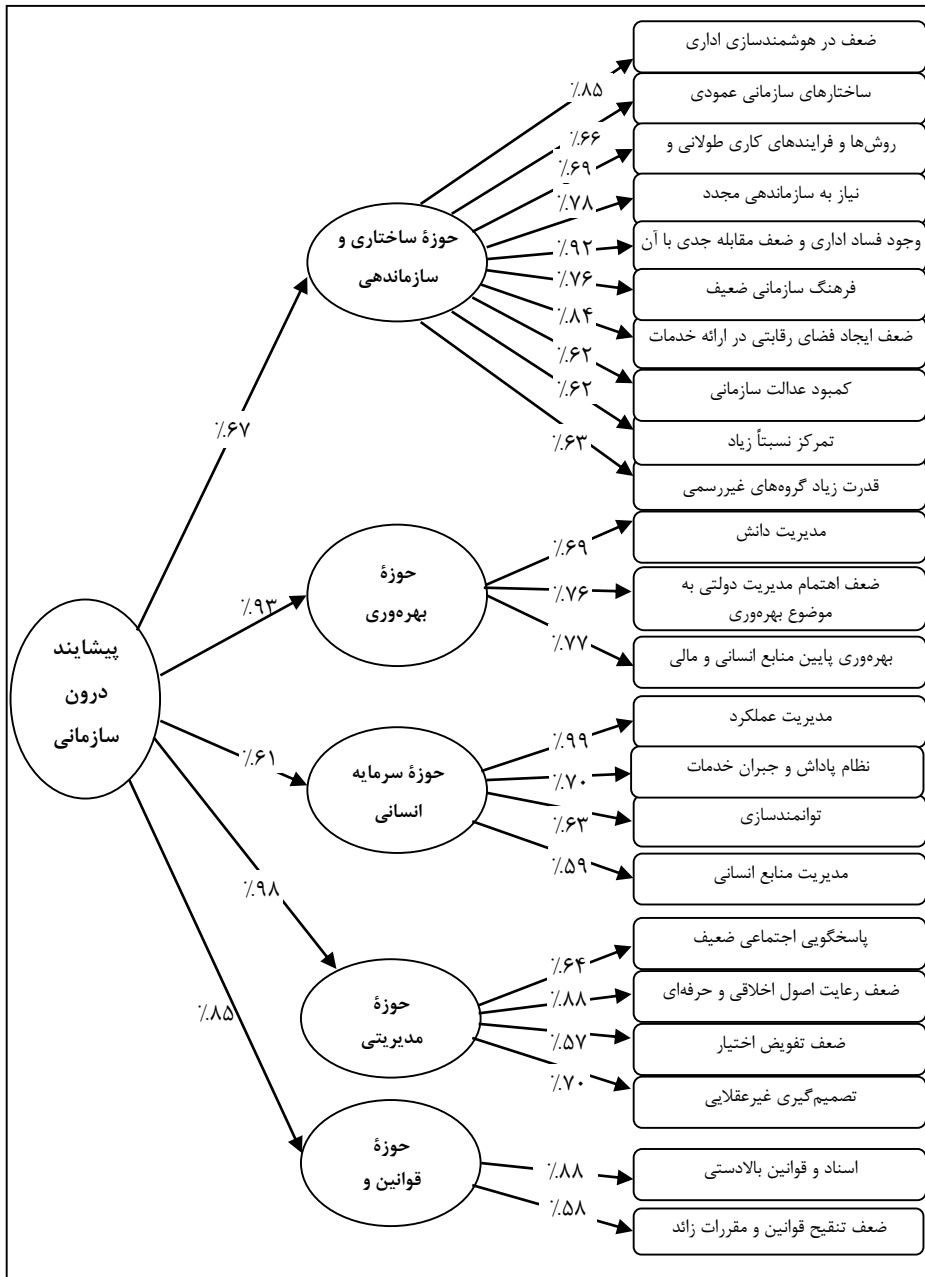 پیشایند
درون
سازمانی
٪.۶۷
٪.۹۳
٪.۶۱
٪.۹۸
٪.۸۵
حوزهٔ ساختاری و
سازماندهی
٪.۸۵
ضعف در هوشمندسازی اداری
٪.۶۶
ساختارهای سازمانی عمودی
٪.۶۹
روش‌ها و فرایندهای کاری طولانی و
٪.۷۸
نیاز به سازماندهی مجدد
٪.۹۲
وجود فساد اداری و ضعف مقابله جدی با آن
٪.۷۶
فرهنگ سازمانی ضعیف
٪.۸۴
ضعف ایجاد فضای رقابتی در ارائه خدمات
٪.۶۲
کمبود عدالت سازمانی
٪.۶۲
تمرکز نسبتاً زیاد
٪.۶۳
قدرت زیاد گروه‌های غیررسمی
حوزهٔ
بهره‌وری
٪.۶۹
مدیریت دانش
٪.۷۶
ضعف اهتمام مدیریت دولتی به
موضوع بهره‌وری
٪.۷۷
بهره‌وری پایین منابع انسانی و مالی
حوزهٔ سرمایه
انسانی
٪.۹۹
مدیریت عملکرد
٪.۷۰
نظام پاداش و جبران خدمات
٪.۶۳
توانمندسازی
٪.۵۹
مدیریت منابع انسانی
حوزهٔ
مدیریتی
٪.۶۴
پاسخگویی اجتماعی ضعیف
٪.۸۸
ضعف رعایت اصول اخلاقی و حرفه‌ای
٪.۵۷
ضعف تفویض اختیار
٪.۷۰
تصمیم‌گیری غیرعقلایی
حوزهٔ
قوانین و
٪.۸۸
اسناد و قوانین بالادستی
٪.۵۸
ضعف تنقیح قوانین و مقررات زائد